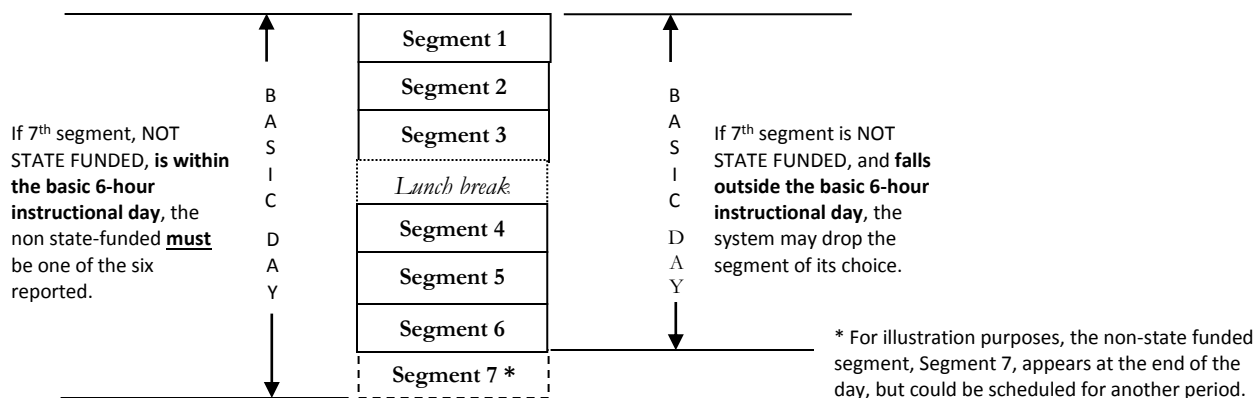 If 7th segment, NOT
STATE FUNDED, is within
the basic 6-hour
instructional day, the
non state-funded must
be one of the six
reported.
B
A
S
I
C
D
A
Y
Segment 1
Segment 2
Segment 3
Lunch break
Segment 4
Segment 5
Segment 6
Segment 7 *
B
A
S
I
C
D
A
Y
If 7th segment is NOT
STATE FUNDED, and falls
outside the basic 6-hour
instructional day, the
system may drop the
segment of its choice.
* For illustration purposes, the non-state funded
segment, Segment 7, appears at the end of the
day, but could be scheduled for another period.